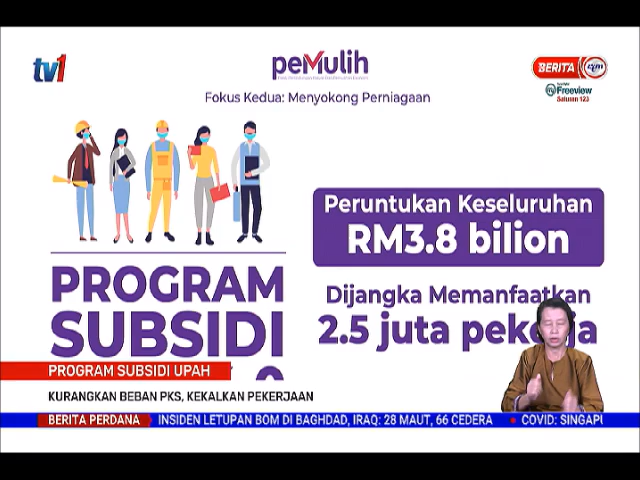 tv1
peMulih
BERITA
Freeview
Saluran 123
Fokus Kedua: Menyokong Perniagaan
Peruntukan Keseluruhan
RM3.8 bilion
PROGRAM
SUBSIDI
Dijangka Memanfaatkan
2.5 juta
PROGRAM SUBSIDI UPAH
KURANGKAN BEBAN PKS, KEKALKAN PEKERJAAN
BERITA PERDANA
INSIDEN LETUPAN BOM DI BAGHDAD, IRAQ: 28 MAUT, 66 CEDERA
COVID: SINGAPU